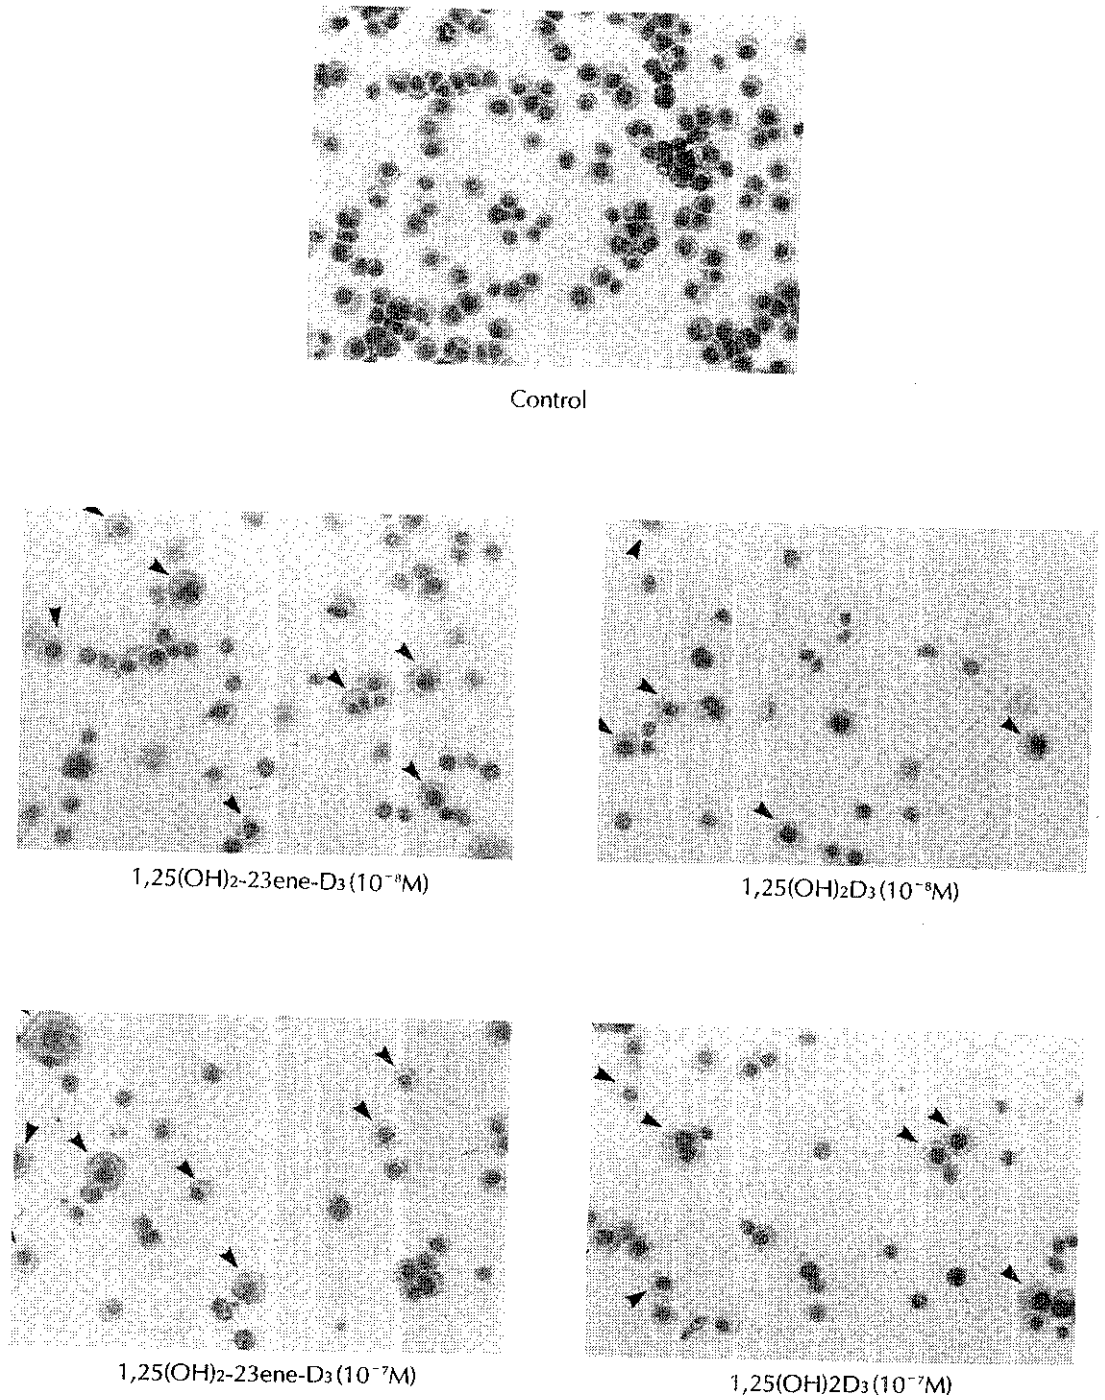 Control
1,25(OH)₂-23ene-D₃(10⁻⁸M)
1,25(OH)₂D₃(10⁻⁸M)
1,25(OH)₂-23ene-D₃(10⁻⁷M)
1,25(OH)2D₃(10⁻⁷M)